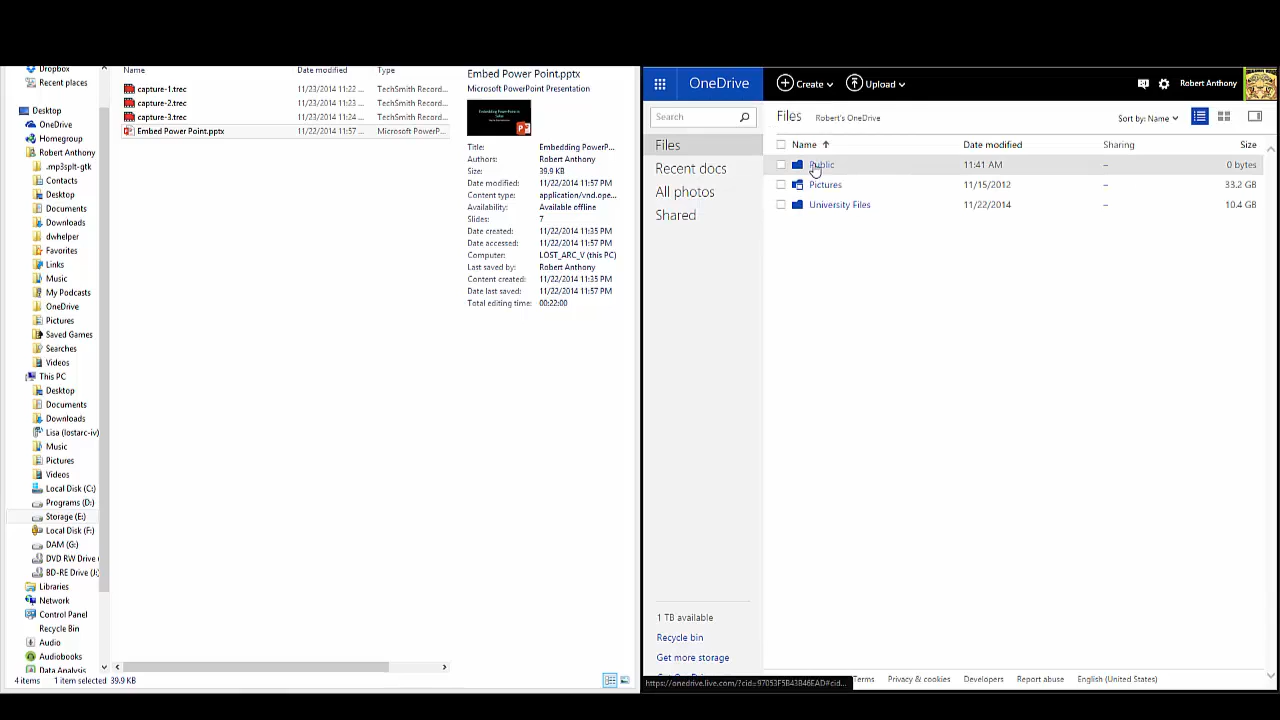 Dropbox
Recent places
Desktop
OneDrive
Homegroup
Robert Anthony
.mp3splt-gtk
Contacts
Desktop
Documents
Downloads
dwhelper
Favorites
Links
Music
My Podcasts
OneDrive
Pictures
Saved Games
Searches
Videos
This PC
Desktop
Documents
Downloads
Lisa (lostarc-iv)
Music
Pictures
Videos
Local Disk (C:)
Programs (D:)
Storage (E:)
Local Disk (F:)
DAM (G:)
DVD RW Drive (
BD-RE Drive (J:)
Libraries
Network
Control Panel
Recycle Bin
Audio
Audiobooks
Data Analysis
4 items 1 item selected 39.9 KB
Name Date modified Type
capture-1.trec 11/23/2014 11:22 ... TechSmith Record...
capture-2.trec 11/23/2014 11:23 ... TechSmith Record...
capture-3.trec 11/23/2014 11:24 ... TechSmith Record...
Embed Power Point.pptx 11/22/2014 11:57 ... Microsoft PowerP...
Embed Power Point.pptx
Microsoft PowerPoint Presentation
Title: Embedding PowerP...
Authors: Robert Anthony
Size: 39.9 KB
Date modified: 11/22/2014 11:57 PM
Content type: application/vnd.ope...
Availability: Available offline
Slides: 7
Date created: 11/22/2014 11:35 PM
Date accessed: 11/22/2014 11:57 PM
Computer: LOST_ARC_V (this PC)
Last saved by: Robert Anthony
Content created: 11/22/2014 11:35 PM
Date last saved: 11/22/2014 11:57 PM
Total editing time: 00:22:00
OneDrive Create Upload Robert Anthony
Search
Files
Recent docs
All photos
Shared
1 TB available
Recycle bin
Get more storage
Files Robert's OneDrive Sort by: Name
Name Date modified Sharing Size
Public 11:41 AM – 0 bytes
Pictures 11/15/2012 – 33.2 GB
University Files 11/22/2014 – 10.4 GB
https://onedrive.live.com/?cid=97053F5B43B46EAD#cid...
Terms Privacy & cookies Developers Report abuse English (United States)